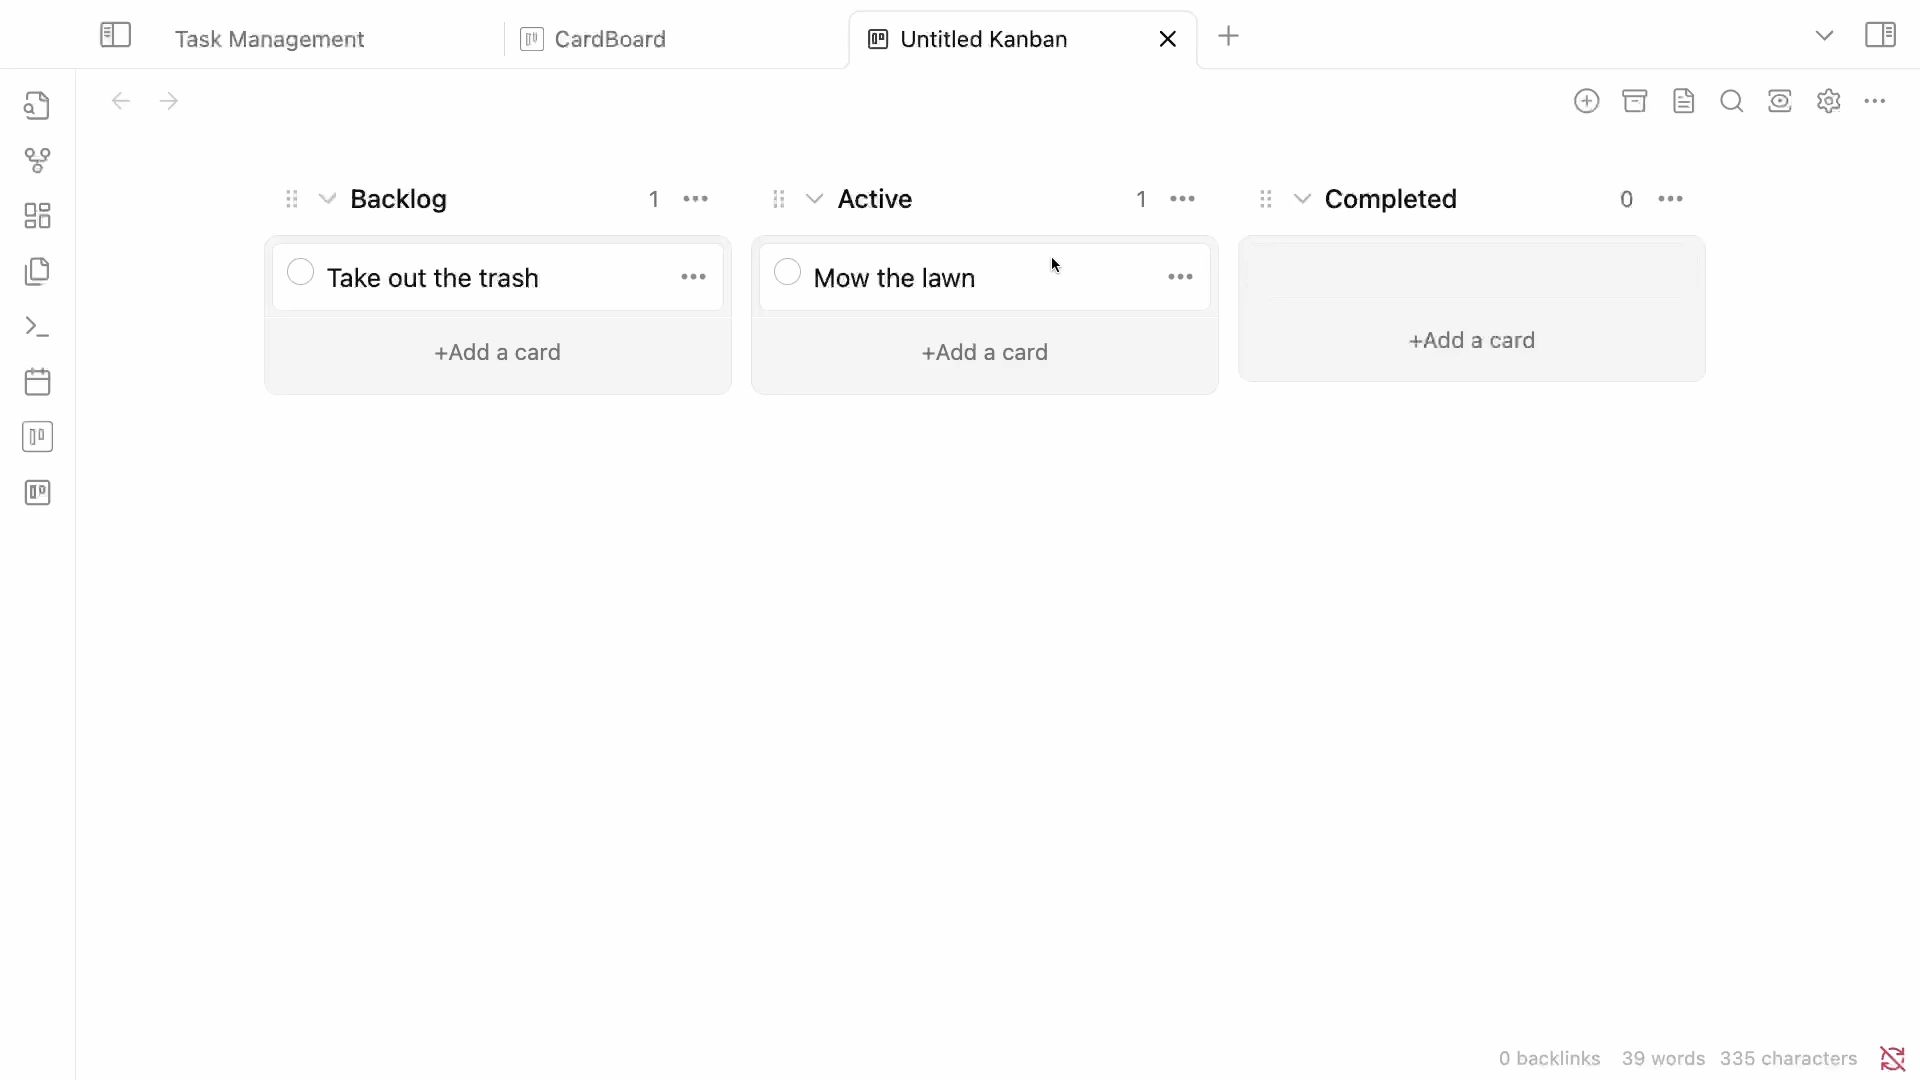 Task Management
CardBoard
Untitled Kanban
Backlog 1
Active 1
Completed 0
Take out the trash
Mow the lawn
+Add a card
+Add a card
+Add a card
0 backlinks 39 words 335 characters